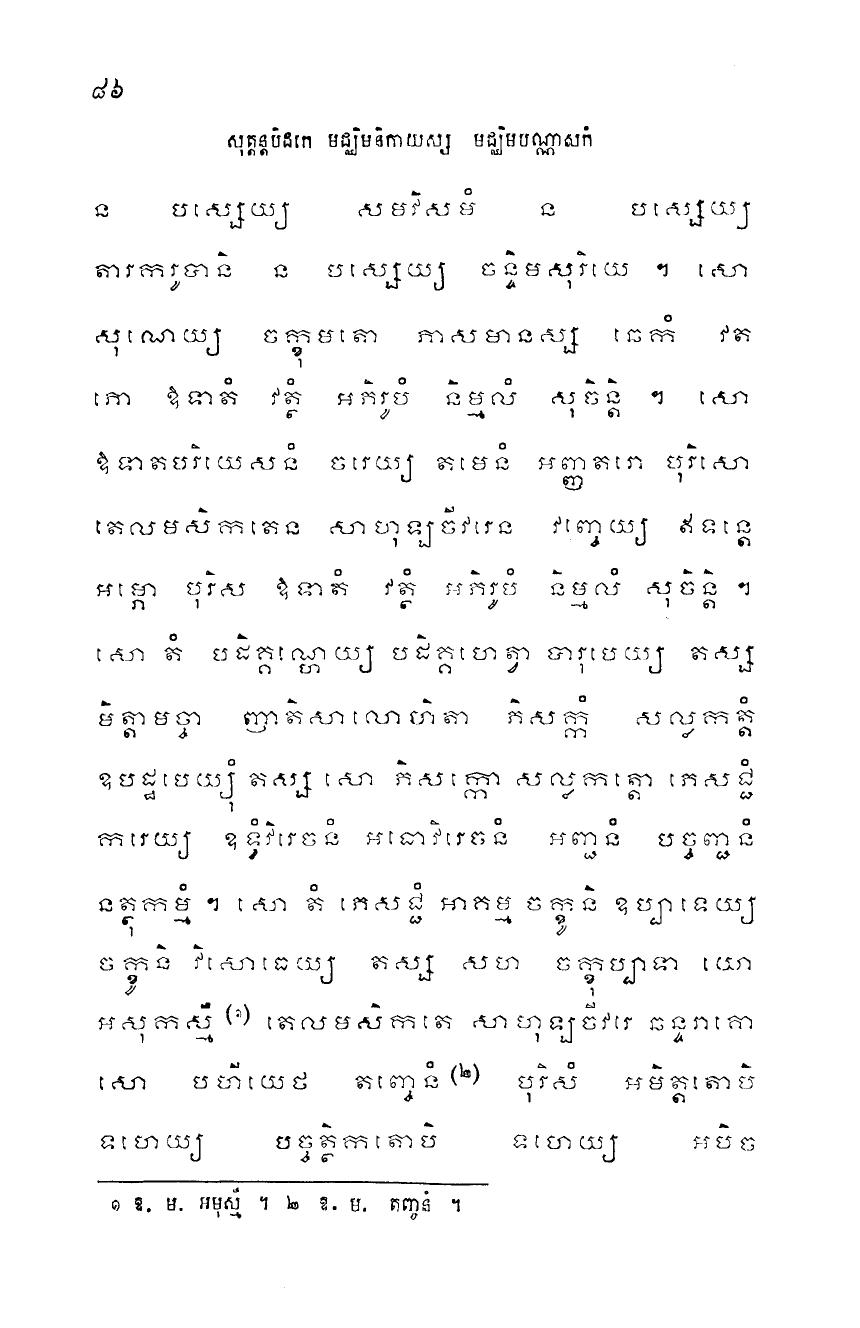 ៨៦
សុត្តន្តបិដកេ មជ្ឈិមនិកាយស្ស មជ្ឈិមបណ្ណាសកំ
ន បស្សេយ្យ សមវិសមំ ន បស្សេយ្យ
តារករូបានិ ន បស្សេយ្យ ចន្ទិមសុរិយេ ។ សោ
សុណេយ្យ ចក្ខុមតោ ភាសមានស្ស ឆេកំ វត
ភោ ឱទាតំ វត្ថំ អភិរូបំ និម្មលំ សុចិន្តិ ។ សោ
ឱទាតបរិយេសនំ ចរេយ្យ តមេនំ អញ្ញតរោ បុរិសោ
តេលមសិកតេន សាហុឡចីវរេន វញ្ចេយ្យ ឥទន្តេ
អម្ភោ បុរិស ឱទាតំ វត្ថំ អភិរូបំ និម្មលំ សុចិន្តិ ។
សោ តំ បដិគ្គណ្ហេយ្យ បដិគ្គហេត្វា បារុបេយ្យ តស្ស
មិត្តាមច្ចា ញាតិសាលោហិតា ភិសក្កំ សល្លកត្តំ
ឧបដ្ឋបេយ្យុំ តស្ស សោ ភិសក្កោ សល្លកត្តោ ភេសជ្ជំ
ករេយ្យ ឧទ្ធំវិរេចនំ អធោវិរេចនំ អញ្ជនំ បច្ចញ្ជនំ
នត្ថុកម្មំ ។ សោ តំ ភេសជ្ជំ អាគម្ម ចក្ខូនិ ឧប្បាទេយ្យ
ចក្ខូនិ វិសោធេយ្យ តស្ស សហ ចក្ខុប្បាទា យោ
អសុកស្មឹ (១) តេលមសិកតេ សាហុឡចីវរេ ឆន្ទរាគោ
សោ បហីយេថ តញ្ចេនំ (២) បុរិសំ អមិត្តតោបិ
ទហេយ្យ បច្ចត្ថិកតោបិ ទហេយ្យ អបិច
១ ឱ. ម. អមុស្មឹ ។ ២ ឱ. ម. តញ្ចនំ ។